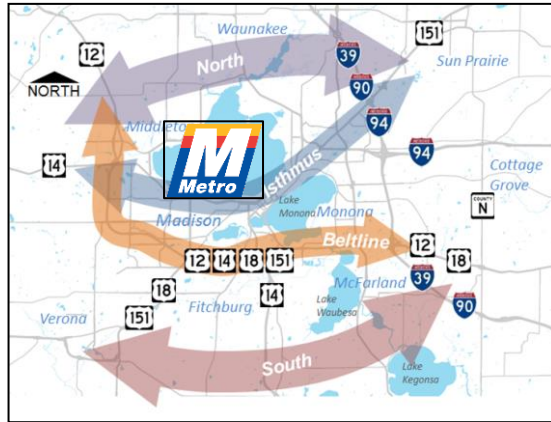 Waunakee
151
12
39
North
Sun Prairie
90
NORTH
94
Middleto
M
Metro
94
14
Isthmus
Cottage
Grove
COUNTY
N
Lake
Monona
Monona
Madison
Beltline
12
12
14
18
151
18
39
McFarland
18
14
90
Fitchburg
Lake
Waubesa
151
Verona
South
Lake
Kegonsa